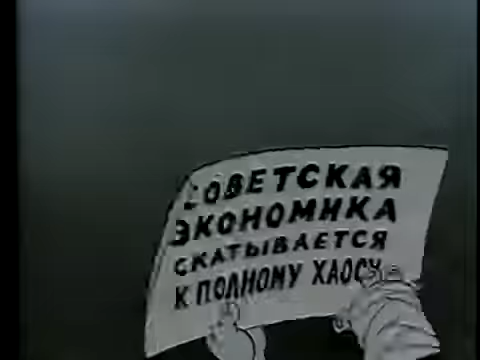 СОВЕТСКАЯ
ЭКОНОМИКА
СКАТЫВАЕТСЯ
К ПОЛНОМУ ХАОСУ